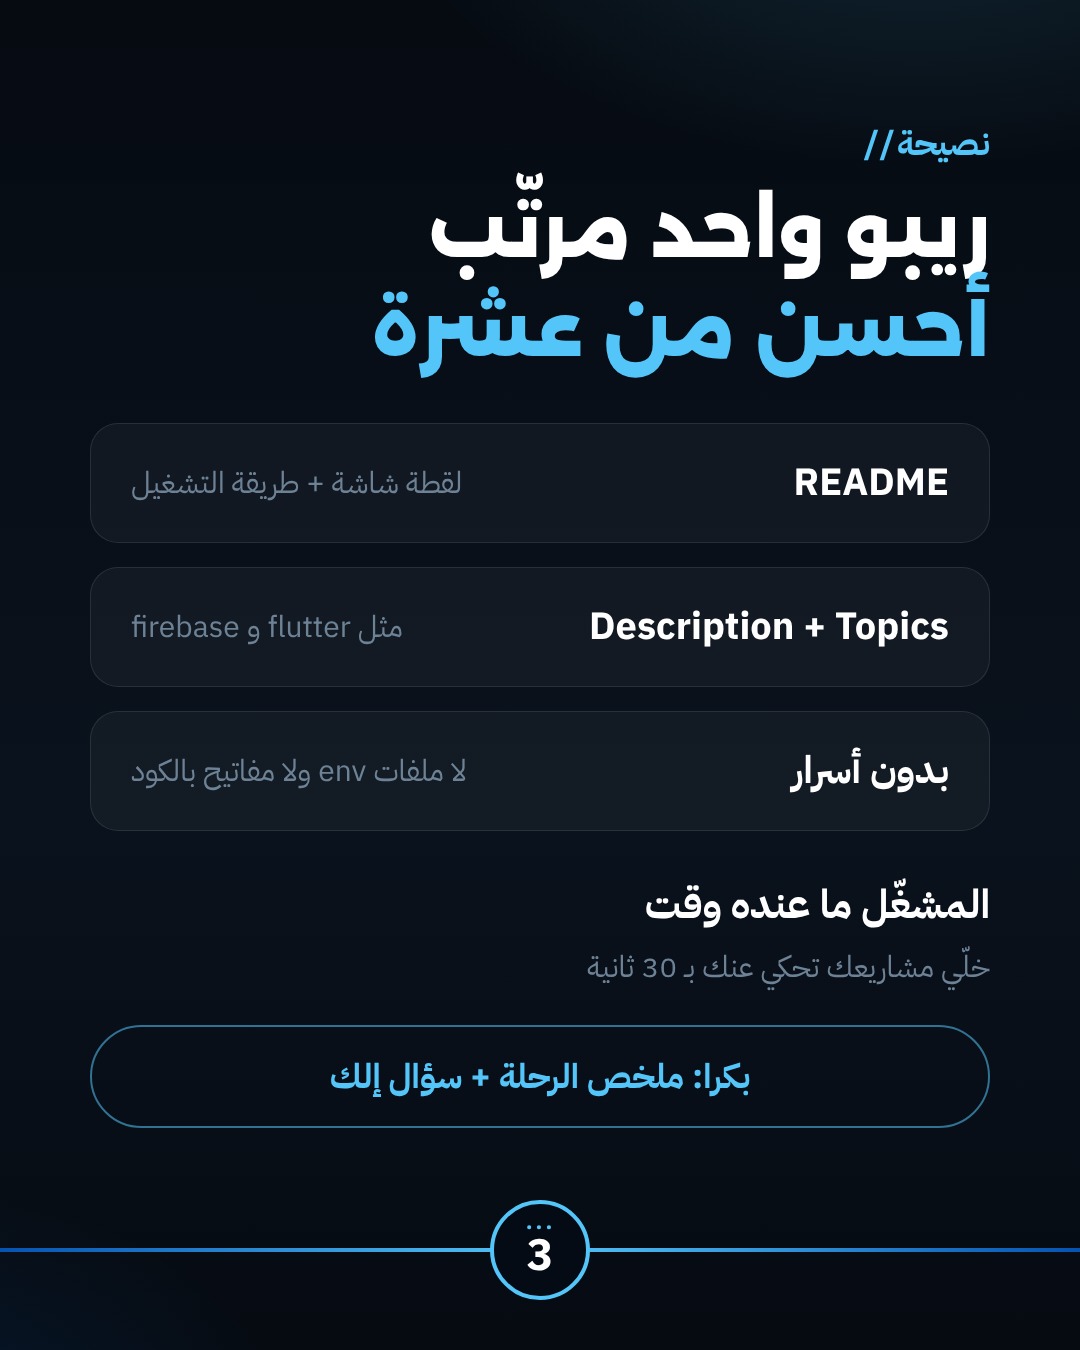 نصيحة //
ريبو واحد مرتّب
أحسن من عشرة
README
لقطة شاشة + طريقة التشغيل
Description + Topics
مثل flutter و firebase
بدون أسرار
لا ملفات env ولا مفاتيح بالكود
المشغّل ما عنده وقت
خلّي مشاريعك تحكي عنك بـ 30 ثانية
بكرا: ملخص الرحلة + سؤال إلك
...
3